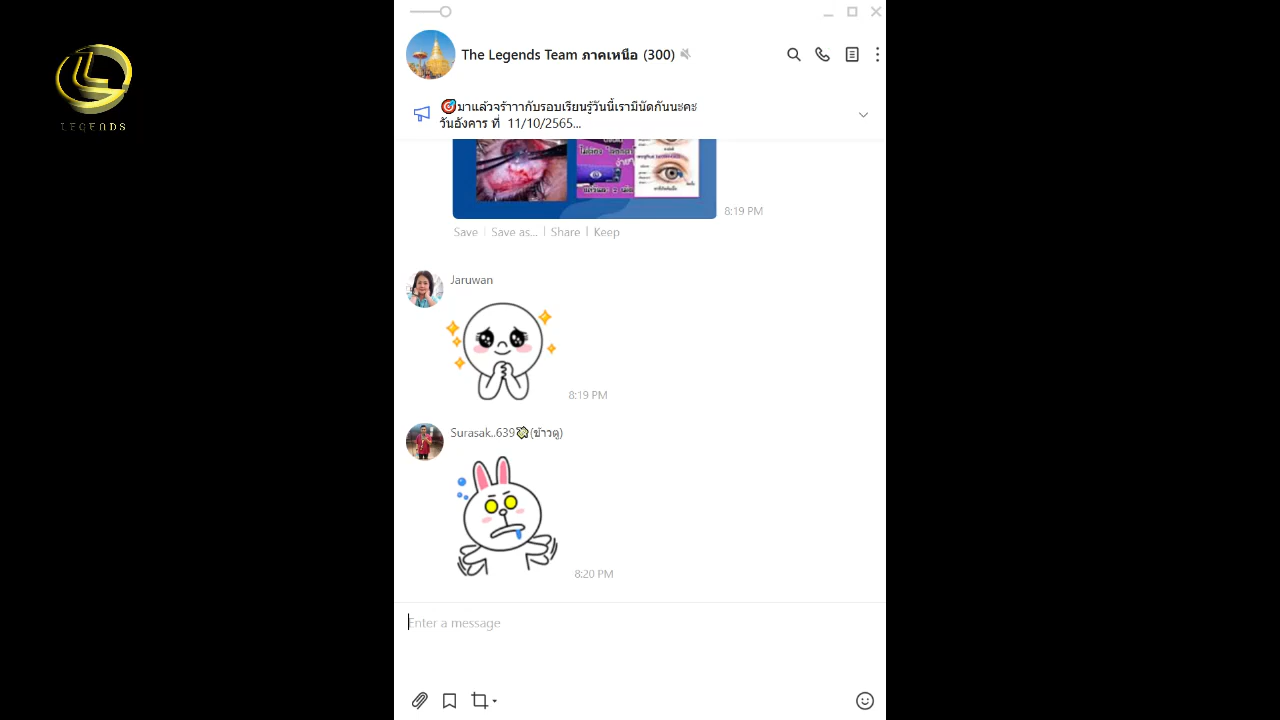 LEGENDS
The Legends Team ภาคเหนือ (300)
🎯มาแล้วจร้าาากับรอบเรียนรู้วันนี้เรามีนัดกันนะคะ
วันอังคาร ที่ 11/10/2565...
8:19 PM
Save | Save as... | Share | Keep
Jaruwan
8:19 PM
Surasak..639 (ข้าวตู)
8:20 PM
Enter a message